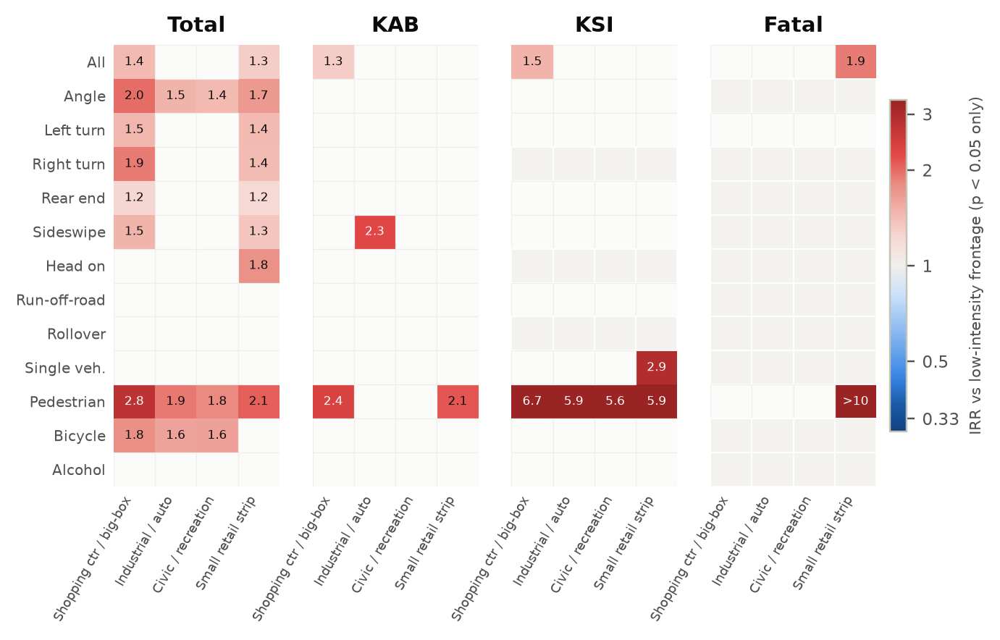 Total KAB KSI Fatal
All 1.4 1.3 1.3 1.5 1.9
Angle 2.0 1.5 1.4 1.7
Left turn 1.5 1.4
Right turn 1.9 1.4
Rear end 1.2 1.2
Sideswipe 1.5 1.3 2.3
Head on 1.8
Run-off-road
Rollover
Single veh. 2.9
Pedestrian 2.8 1.9 1.8 2.1 2.4 2.1 6.7 5.9 5.6 5.9 >10
Bicycle 1.8 1.6 1.6
Alcohol
Shopping ctr / big-box
Industrial / auto
Civic / recreation
Small retail strip
Shopping ctr / big-box
Industrial / auto
Civic / recreation
Small retail strip
Shopping ctr / big-box
Industrial / auto
Civic / recreation
Small retail strip
Shopping ctr / big-box
Industrial / auto
Civic / recreation
Small retail strip
3
2
1
0.5
0.33
IRR vs low-intensity frontage (p < 0.05 only)